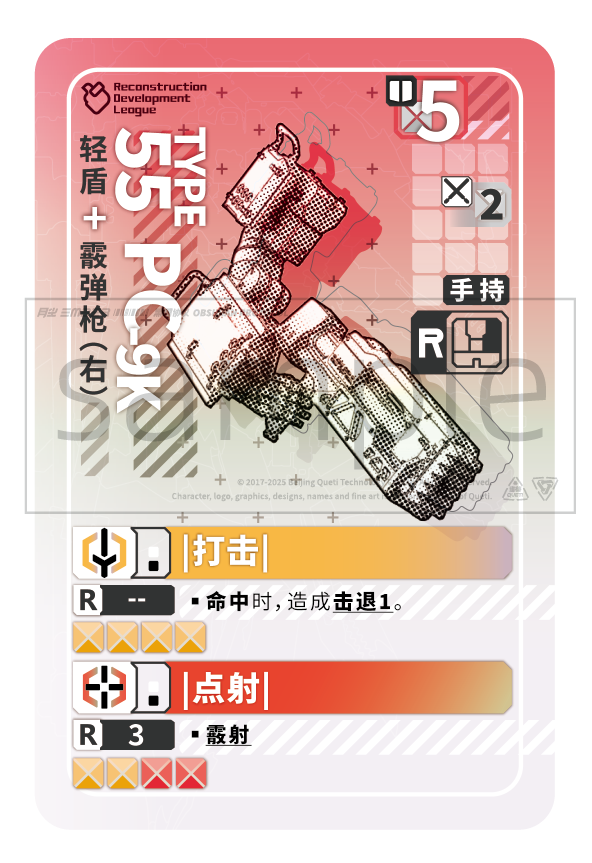 Reconstruction
Development
League
5
轻盾+霰弹枪(右)
TYPE
55 PC-9K
2
手持
R
sample
© 2017-2025 Beijing Queti
Character, logo, graphics, designs, names and fine art
|打击|
R --
▪命中时,造成击退1。
|点射|
R 3
▪霰射